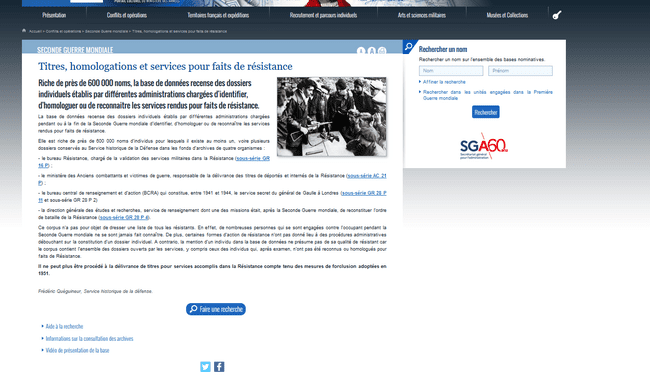 Présentation
Conflits et opérations
Territoires français et expéditions
Recrutement et parcours individuels
Arts et sciences militaires
Musées et Collections
Accueil > Conflits et opérations > Seconde Guerre mondiale > Titres, homologations et services pour faits de résistance
SECONDE GUERRE MONDIALE
Titres, homologations et services pour faits de résistance
Riche de près de 600 000 noms, la base de données recense des dossiers
individuels établis par différentes administrations chargées d'identifier,
d'homologuer ou de reconnaitre les services rendus pour faits de résistance.
La base de données recense des dossiers individuels établis par différentes administrations chargées
pendant ou à la fin de la Seconde Guerre mondiale d'identifier, d'homologuer ou de reconnaître les services
rendus pour faits de résistance.
Elle est riche de près de 600 000 noms d'individus pour lesquels il existe au moins un, voire plusieurs
dossiers conservés au Service historique de la Défense dans les fonds d'archives de quatre organismes :
- le bureau Résistance, chargé de la validation des services militaires dans la Résistance (sous-série GR
16 P) ;
- le ministère des Anciens combattants et victimes de guerre, responsable de la délivrance des titres de déportés et internés de la Résistance (sous-série AC 21
P) ;
- le bureau central de renseignement et d'action (BCRA) qui constitue, entre 1941 et 1944, le service secret du général de Gaulle à Londres (sous-série GR 28 P
11 et sous-série GR 28 P 2).
- la direction générale des études et recherches, service de renseignement dont une des missions était, après la Seconde Guerre mondiale, de reconstituer l'ordre
de bataille de la Résistance (sous-série GR 28 P 4).
Ce corpus n'a pas pour objet de dresser une liste de tous les résistants. En effet, de nombreuses personnes qui se sont engagées contre l'occupant pendant la
Seconde Guerre mondiale ne se sont jamais fait connaître. De plus, certaines formes d'action de résistance n'ont pas donné lieu à des procédures administratives
débouchant sur la constitution d'un dossier individuel. A contrario, la mention d'un individu dans la base de données ne présume pas de sa qualité de résistant car
le corpus contient l'ensemble des dossiers ouverts par les services, y compris ceux des individus qui, après examen, n'ont pas été reconnus ou homologués pour
faits de Résistance.
Il ne peut plus être procédé à la délivrance de titres pour services accomplis dans la Résistance compte tenu des mesures de forclusion adoptées en
1951.
Frédéric Quéguineur, Service historique de la défense.
Faire une recherche
Aide à la recherche
Informations sur la consultation des archives
Vidéo de présentation de la base
Rechercher un nom
Rechercher un nom sur l'ensemble des bases nominatives.
Nom
Prénom
Affiner la recherche
Rechercher dans les unités engagées dans la Première
Guerre mondiale
Rechercher
SGA60
Secrétariat général
pour l'administration